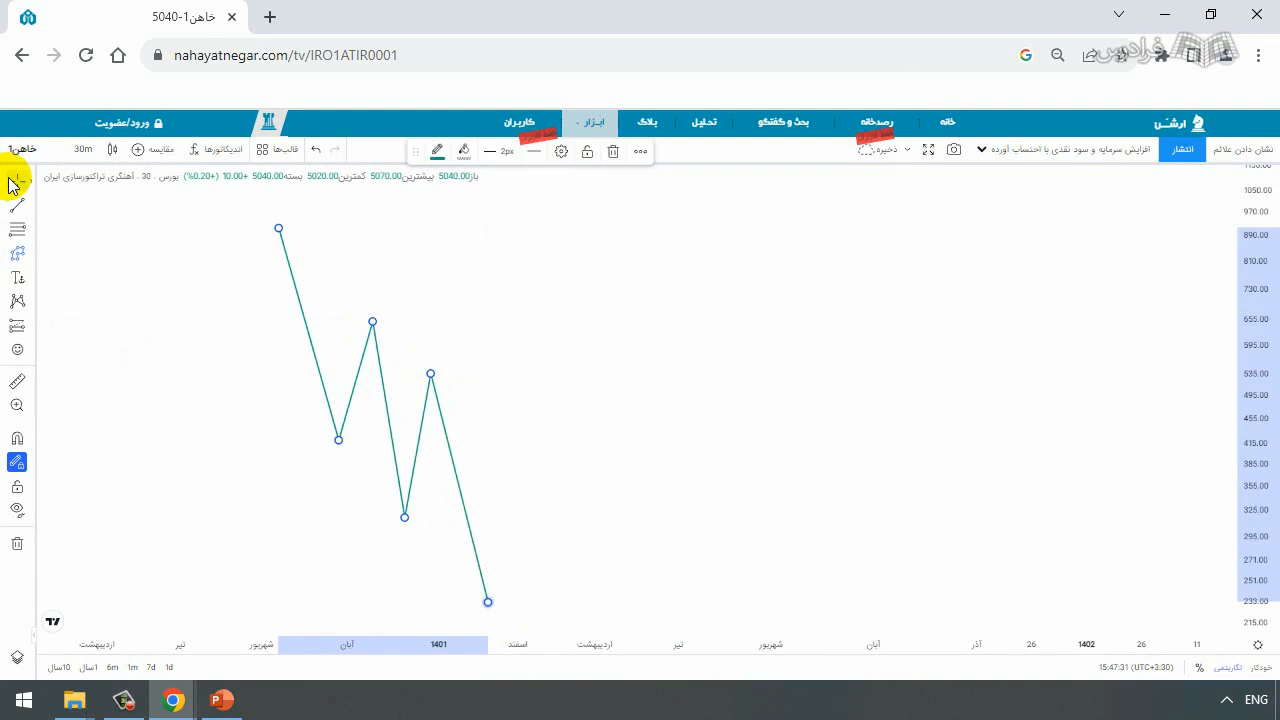 5040-خاهن1
nahayatnegar.com/tv/IRO1ATIR0001
فرادرس
ارشن
خانه
رصدخانه
بحث و گفتگو
تحلیل
بلاگ
ابزار
کاربران
ورود/عضویت
نشان دادن علائم
انتشار
افزایش سرمایه و سود نقدی با احتساب آورده
ذخیره
2px
قالب‌ها
اندیکاتورها
مقایسه
30m
خاهن1
آهنگری تراکتورسازی ایران . 30 . بورس باز5040.00 بیشترین5070.00 کمترین5020.00 بسته5040.00 +10.00 (+0.20%)
1130.00
1050.00
970.00
890.00
810.00
730.00
655.00
595.00
535.00
495.00
455.00
415.00
385.00
355.00
325.00
295.00
271.00
251.00
233.00
215.00
اردیبهشت تیر شهریور آبان 1401 اسفند اردیبهشت تیر شهریور آبان آذر 26 1402 26 11
10سال 1سال 6m 1m 7d 1d
15:47:31 (UTC+3:30) % لگاریتمی خودکار
ENG